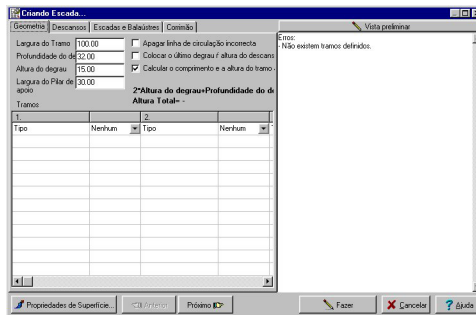 Criando Escada...
Geometria Descansos Escadas e Balaústres Corrimão
Vista preliminar
Largura do Tramo 100.00
Apagar linha de circulação incorrecta
Profundidade do de 32.00
Colocar o último degrau ŕ altura do descans
Altura do degrau 15.00
Calcular o comprimento e a altura do tramo
Largura do Pilar de apoio 30.00
2*Altura do degrau+Profundidade do de
Altura Total= -
Tramos
1. 2.
Tipo Nenhum Tipo Nenhum
Erros:
- Não existem tramos definidos.
Propriedades de Superfície... Anterior Próximo Fazer Cancelar Ajuda